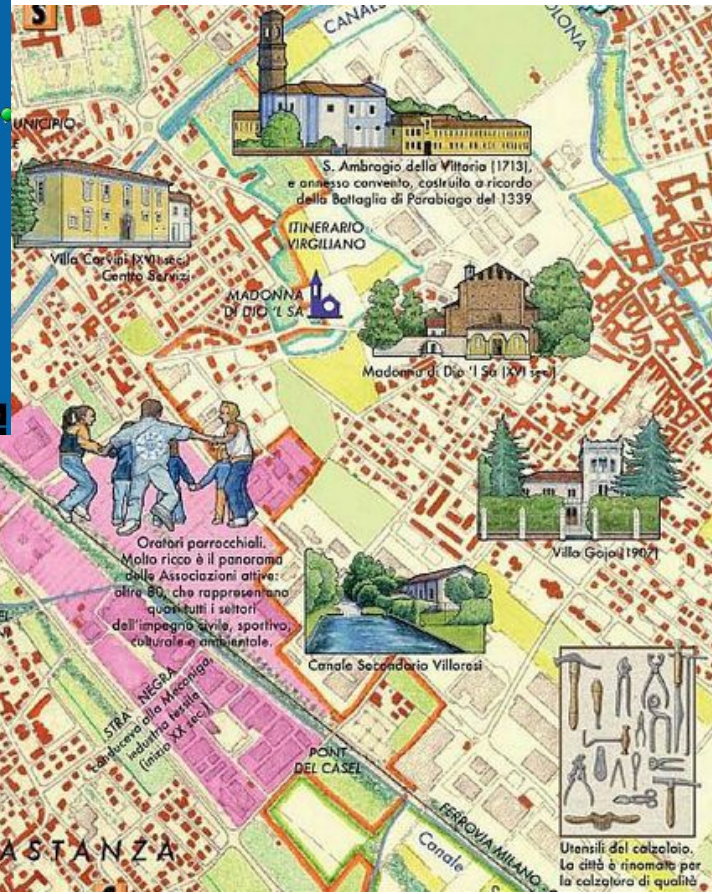 S
CANALE
OLONA
UNICIPIO
S. Ambrogio della Vittoria (1713),
e annesso convento, costruito a ricordo
della Battaglia di Parabiago del 1339
ITINERARIO
VIRGILIANO
Villa Corvini (XVII sec.)
Centro Servizi
MADONNA
DI DIO 'L SA
Madonna di Dio 'l Sà (XVI sec.)
Villa Gajo (1907)
Oratori parrocchiali.
Molto ricco è il panorama
delle Associazioni attive:
oltre 80, che rappresentano
quasi tutti i settori
dell'impegno civile, sportivo,
culturale e ambientale.
Canale Secondario Villoresi
STRA NEGRA
conduceva alla Mecaniga,
industria tessile
(inizio XX sec.)
PONT
DEL CASEL
FERROVIA MILANO
Canale
ASTANZA
Utensili del calzolaio.
La città è rinomata per
la calzatura di qualità